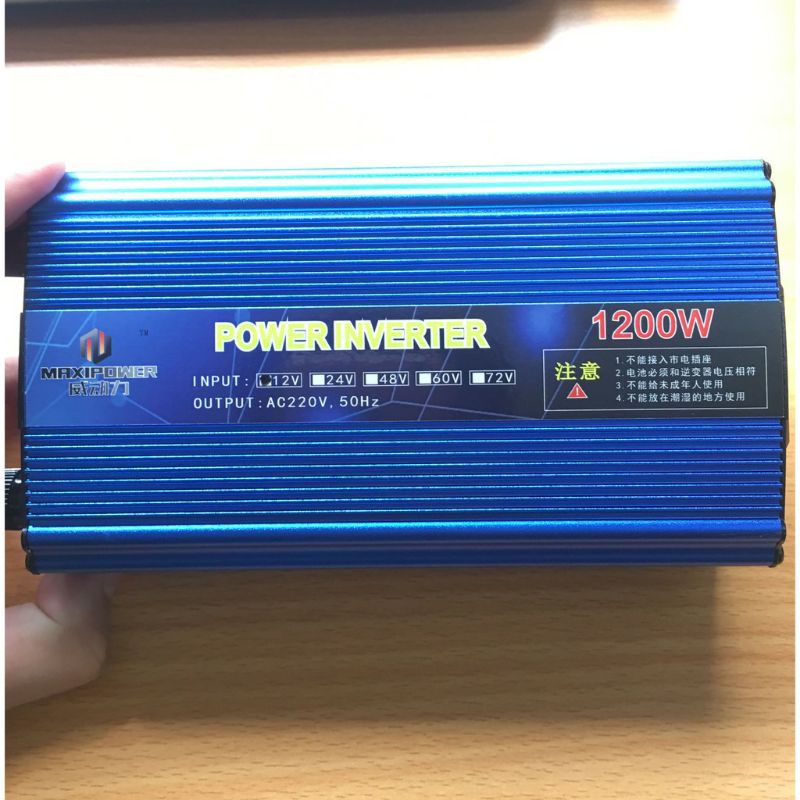 MAXIPOWER
威动力
TM
POWER INVERTER
INPUT: 12V 24V 48V 60V 72V
OUTPUT:AC220V, 50Hz
1200W
注意
1.不能接入市电插座
2.电池必须和逆变器电压相符
3.不能给未成年人使用
4.不能放在潮湿的地方使用